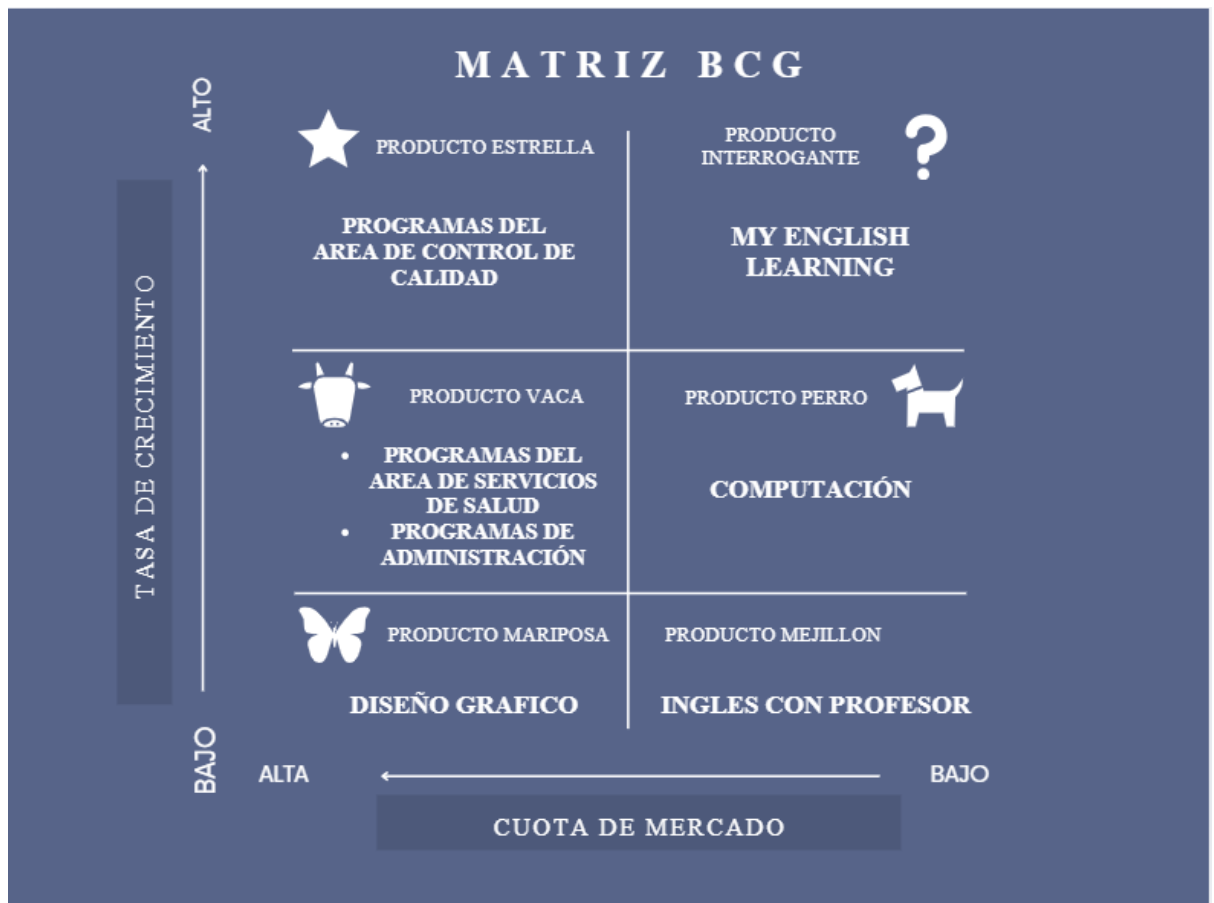 MATRIZ BCG
ALTO
PRODUCTO ESTRELLA
PRODUCTO
INTERROGANTE
?
PROGRAMAS DEL
AREA DE CONTROL DE
CALIDAD
MY ENGLISH
LEARNING
TASA DE CRECIMIENTO
PRODUCTO VACA
PRODUCTO PERRO
• PROGRAMAS DEL
AREA DE SERVICIOS
DE SALUD
• PROGRAMAS DE
ADMINISTRACIÓN
COMPUTACIÓN
PRODUCTO MARIPOSA
PRODUCTO MEJILLON
DISEÑO GRAFICO
INGLES CON PROFESOR
BAJO
ALTA
BAJO
CUOTA DE MERCADO